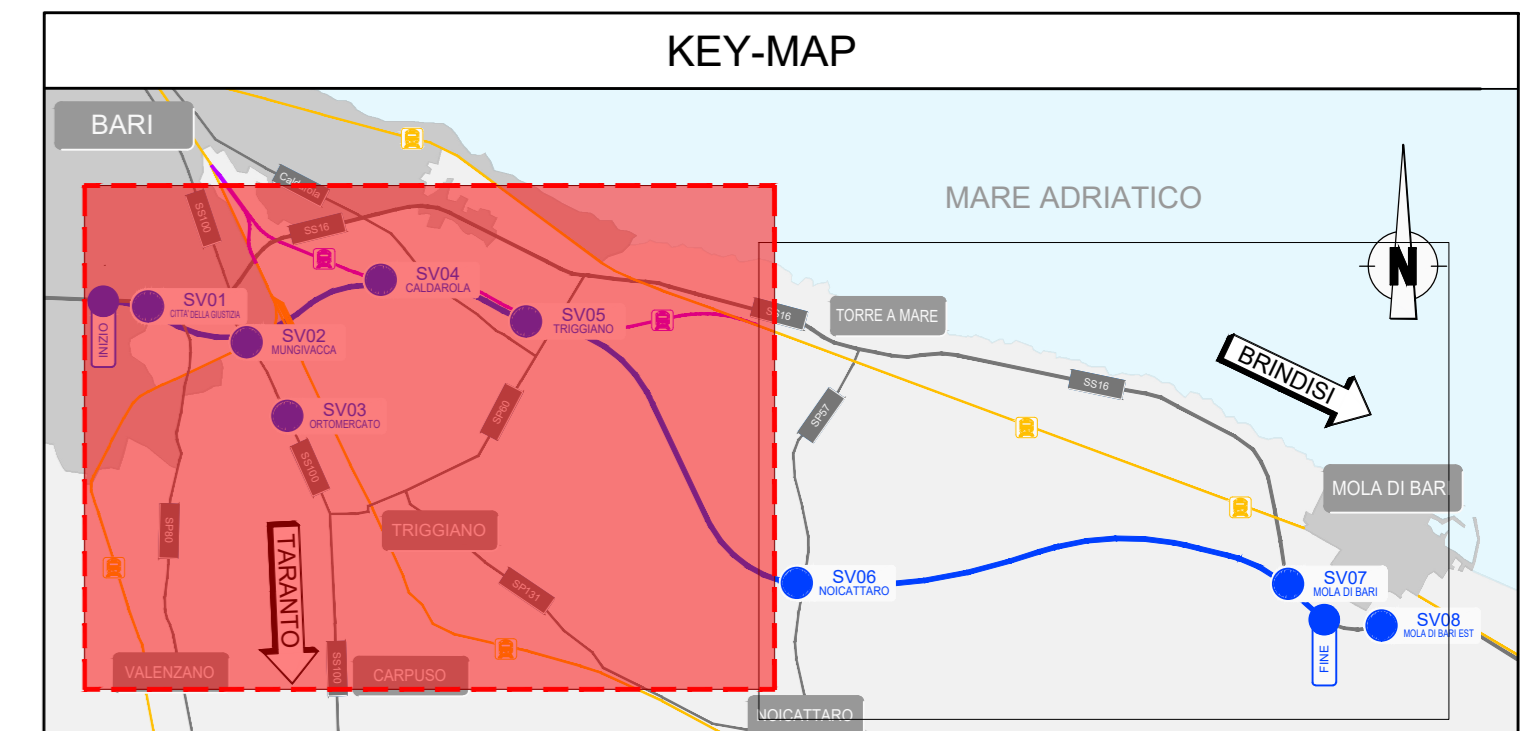 KEY-MAP
BARI
MARE ADRIATICO
Caldarola
SS100
SS16
N
SV04
CALDAROLA
SV01
CITTA' DELLA GIUSTIZIA
SV05
TRIGGIANO
SS16
TORRE A MARE
INIZIO
SV02
MUNGIVACCA
BRINDISI
SS16
SV03
ORTOMERCATO
SP60
SP57
SS100
MOLA DI BARI
SP80
TRIGGIANO
TARANTO
SP131
SV06
NOICATTARO
SV07
MOLA DI BARI
SV08
MOLA DI BARI EST
FINE
VALENZANO
SS100
CARPUSO
NOICATTARO